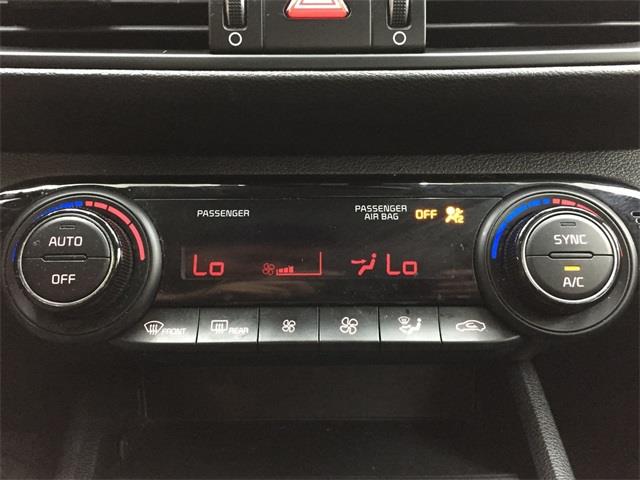 PASSENGER
PASSENGER
AIR BAG OFF
AUTO
OFF
Lo
Lo
SYNC
A/C
FRONT
REAR